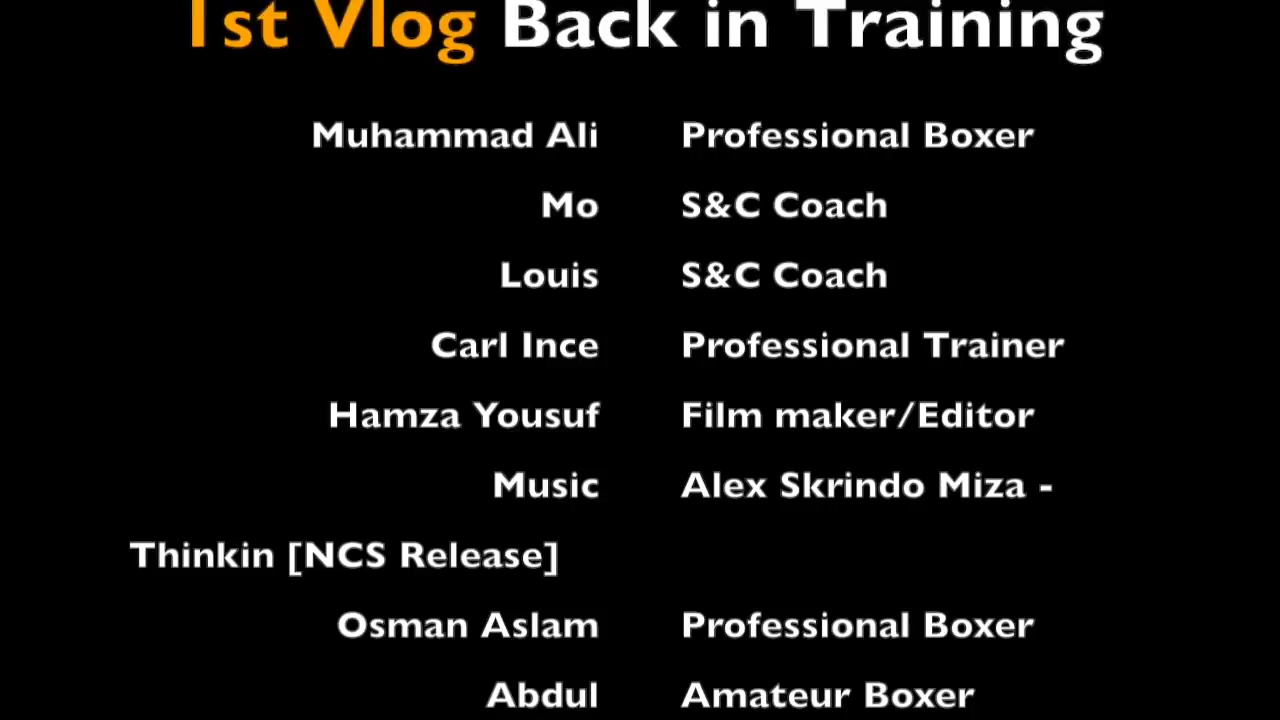 1st Vlog Back in Training
Muhammad Ali Professional Boxer
Mo S&C Coach
Louis S&C Coach
Carl Ince Professional Trainer
Hamza Yousuf Film maker/Editor
Music Alex Skrindo Miza -
Thinkin [NCS Release]
Osman Aslam Professional Boxer
Abdul Amateur Boxer